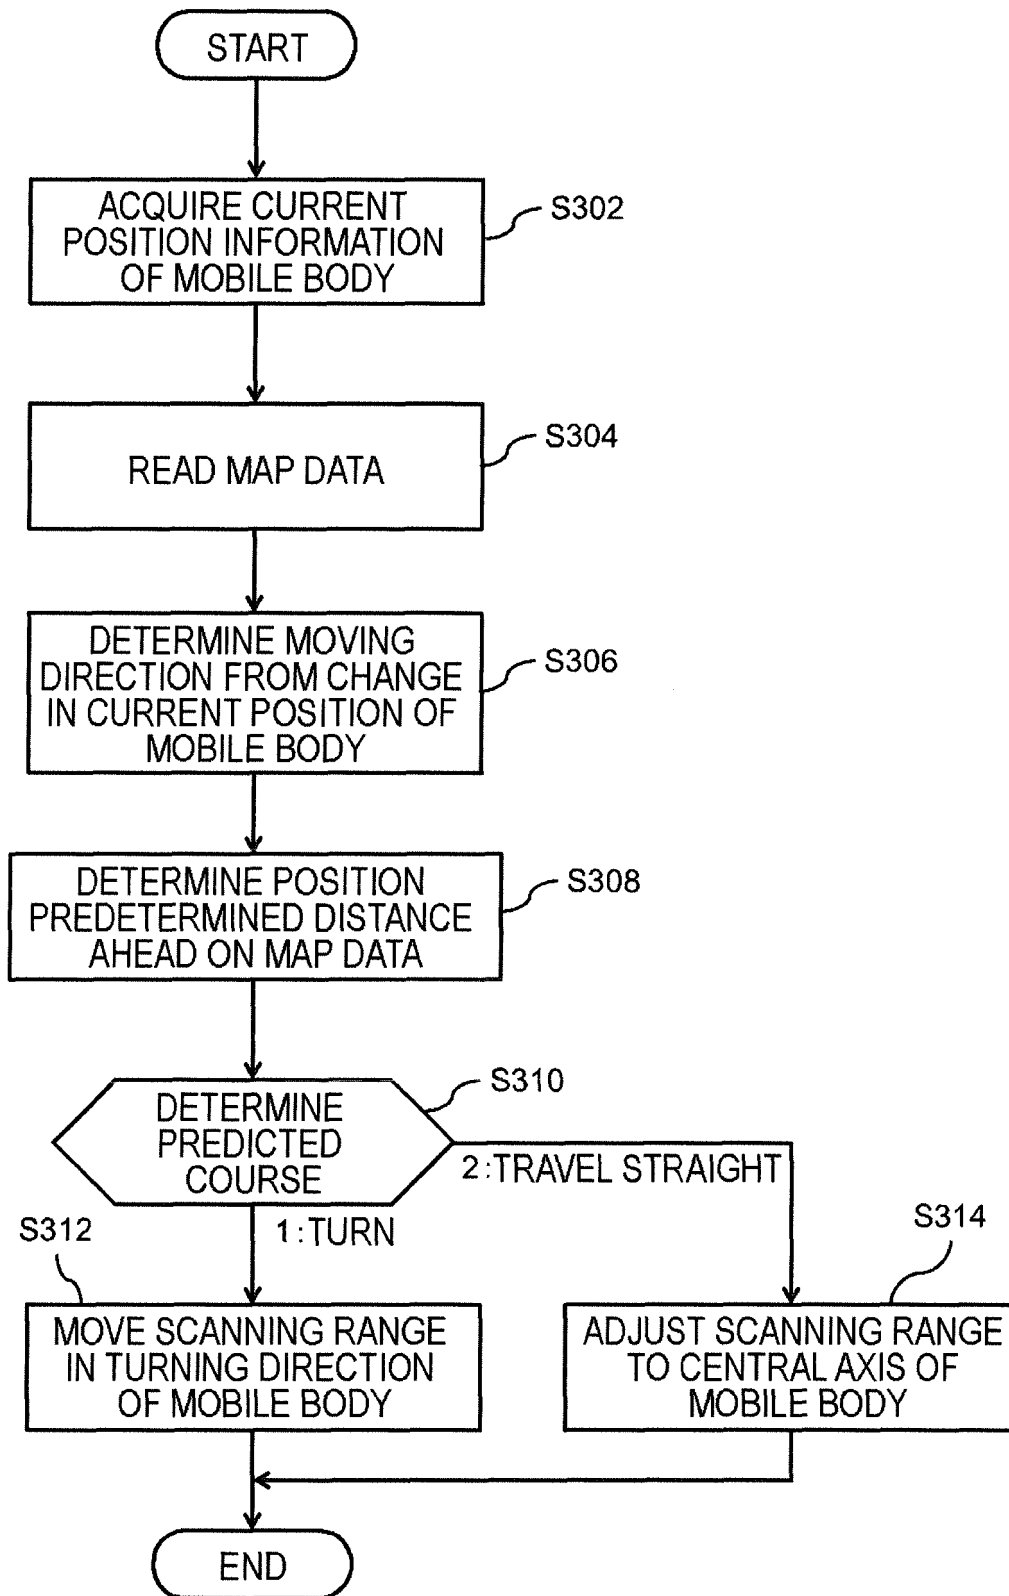 START
ACQUIRE CURRENT
POSITION INFORMATION
OF MOBILE BODY
S302
READ MAP DATA
S304
DETERMINE MOVING
DIRECTION FROM CHANGE
IN CURRENT POSITION OF
MOBILE BODY
S306
DETERMINE POSITION
PREDETERMINED DISTANCE
AHEAD ON MAP DATA
S308
DETERMINE
PREDICTED
COURSE
S310
2:TRAVEL STRAIGHT
1:TURN
S312
MOVE SCANNING RANGE
IN TURNING DIRECTION
OF MOBILE BODY
S314
ADJUST SCANNING RANGE
TO CENTRAL AXIS OF
MOBILE BODY
END